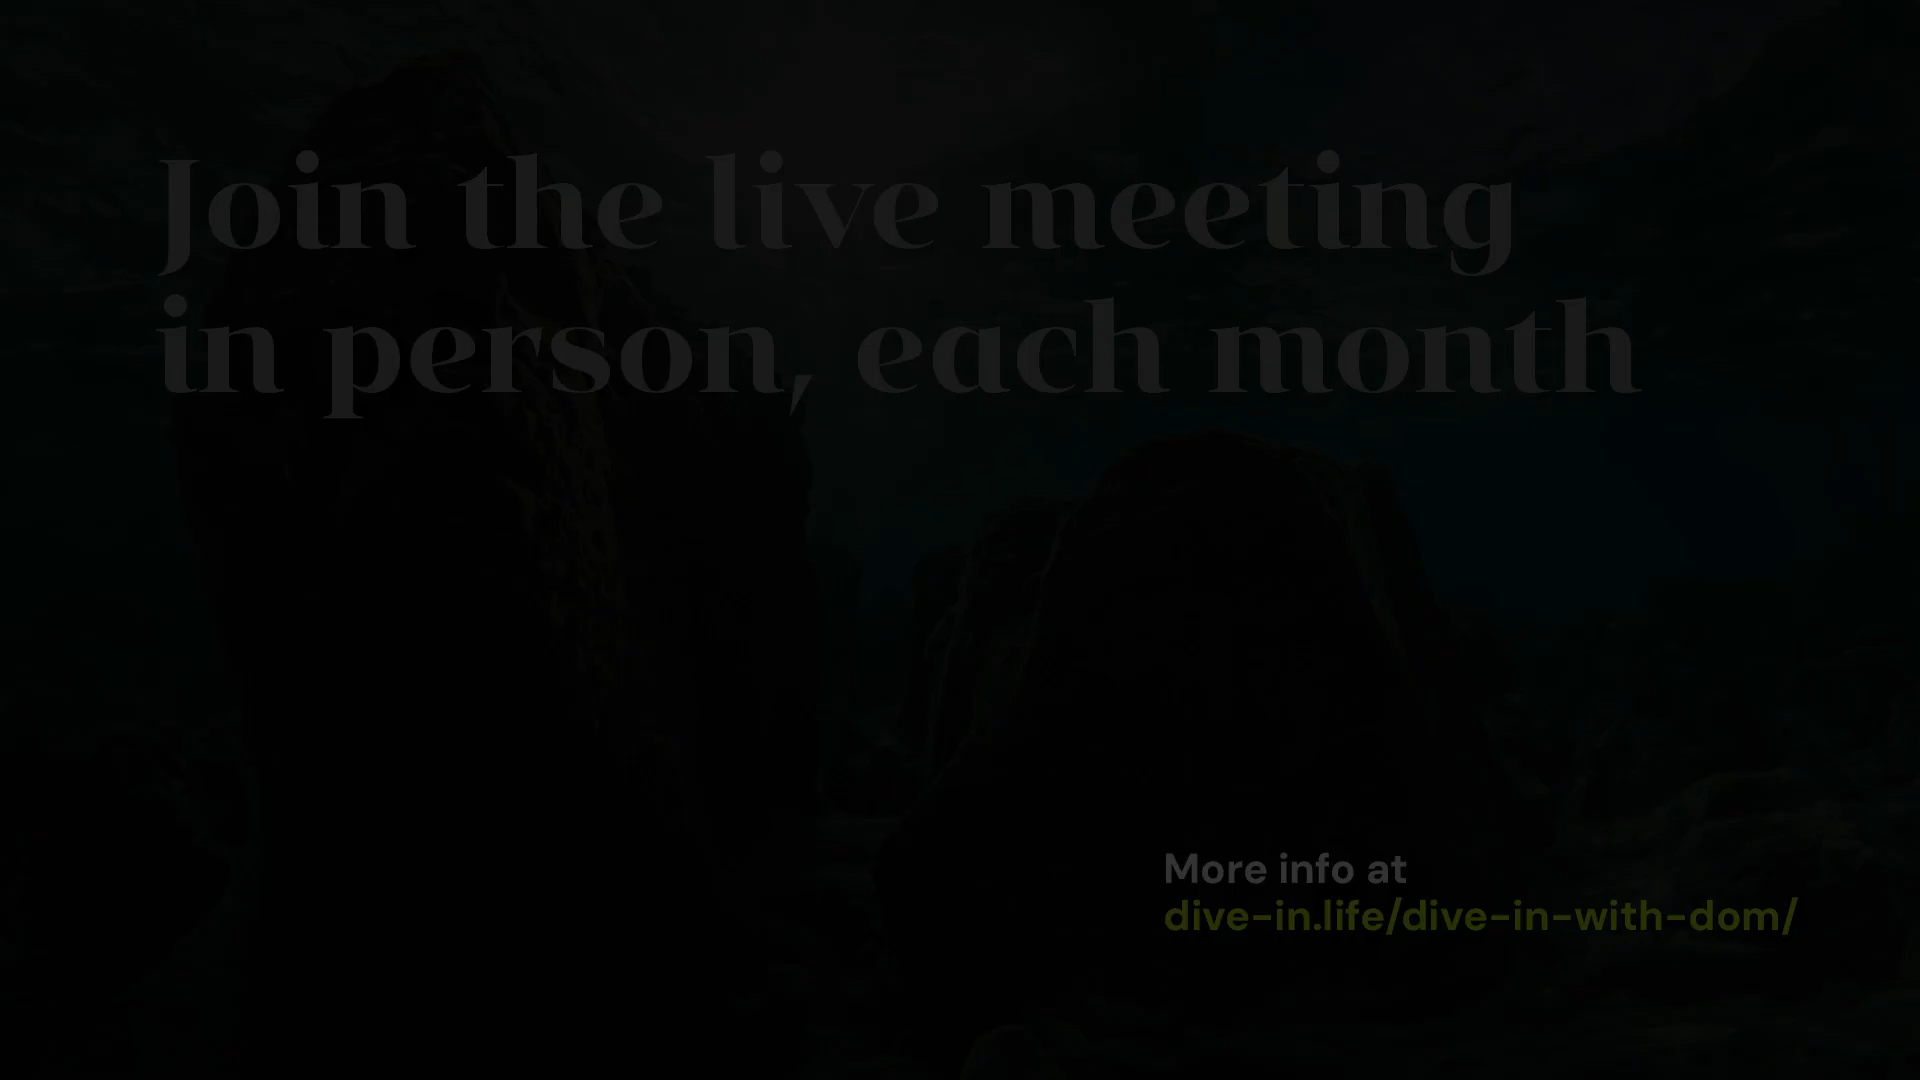 Join the live meeting
in person, each month
More info at
dive-in.life/dive-in-with-dom/